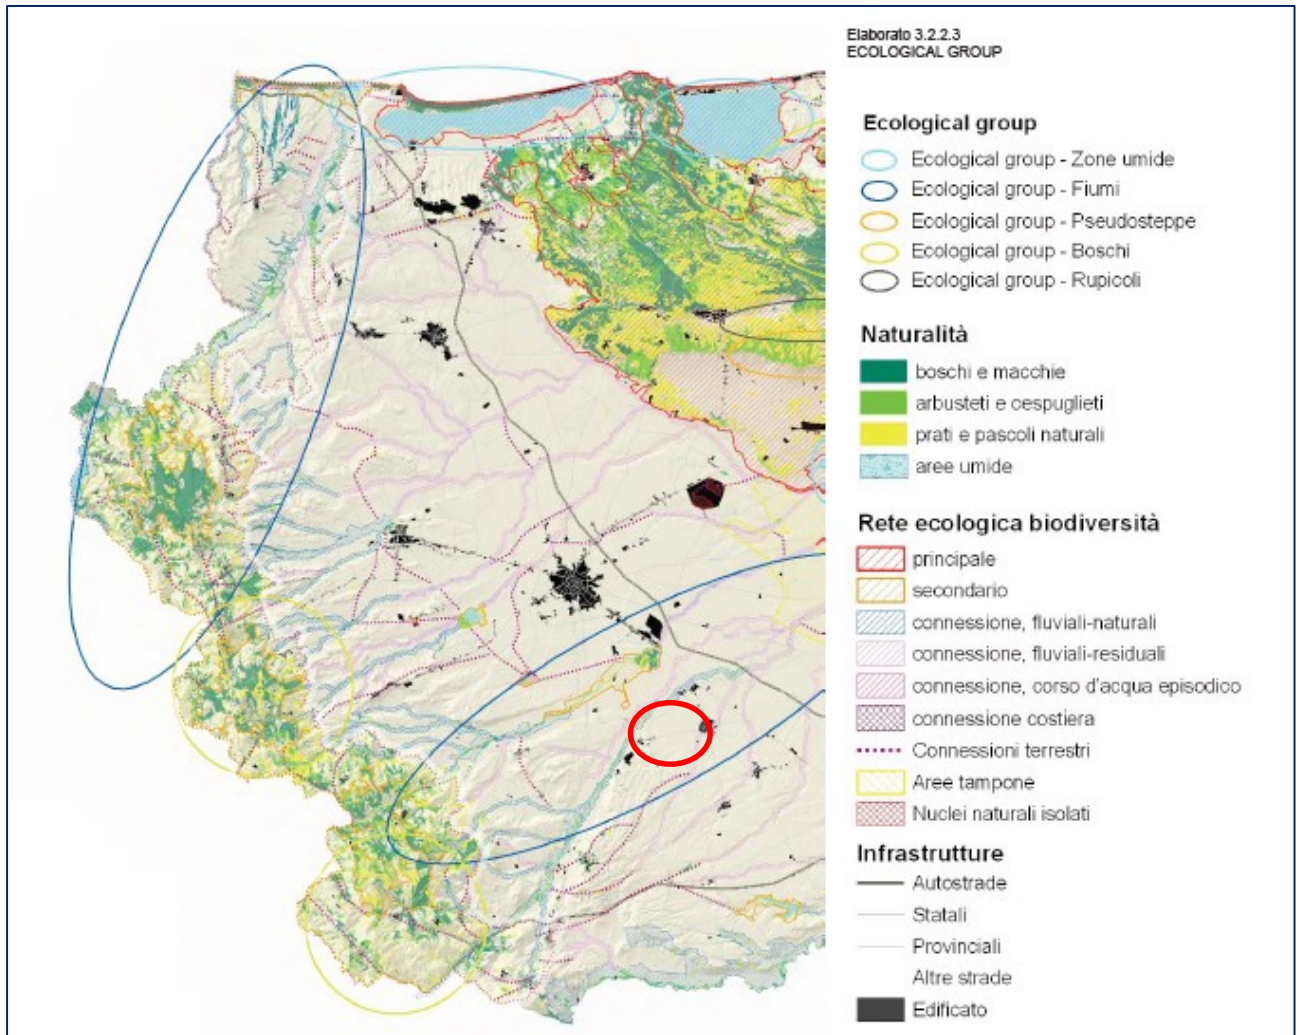 Elaborato 3.2.2.3
ECOLOGICAL GROUP
Ecological group
Ecological group - Zone umide
Ecological group - Fiumi
Ecological group - Pseudosteppe
Ecological group - Boschi
Ecological group - Rupicoli
Naturalità
boschi e macchie
arbusteti e cespuglieti
prati e pascoli naturali
aree umide
Rete ecologica biodiversità
principale
secondario
connessione, fluviali-naturali
connessione, fluviali-residuali
connessione, corso d'acqua episodico
connessione costiera
Connessioni terrestri
Aree tampone
Nuclei naturali isolati
Infrastrutture
Autostrade
Statali
Provinciali
Altre strade
Edificato